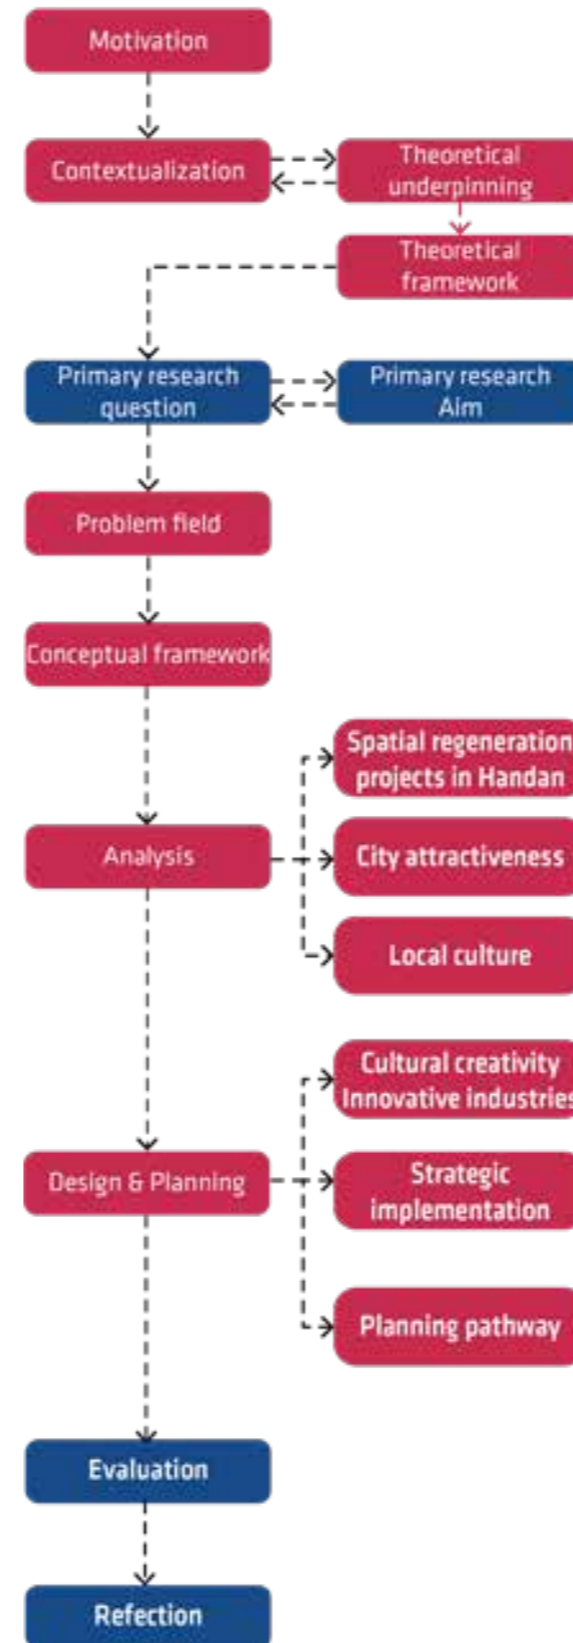 Motivation
Contextualization
Theoretical
underpinning
Theoretical
framework
Primary research
question
Primary research
Aim
Problem field
Conceptual framework
Spatial regeneration
projects in Handan
Analysis
City attractiveness
Local culture
Cultural creativity
Innovative industries
Design & Planning
Strategic
implementation
Planning pathway
Evaluation
Refection